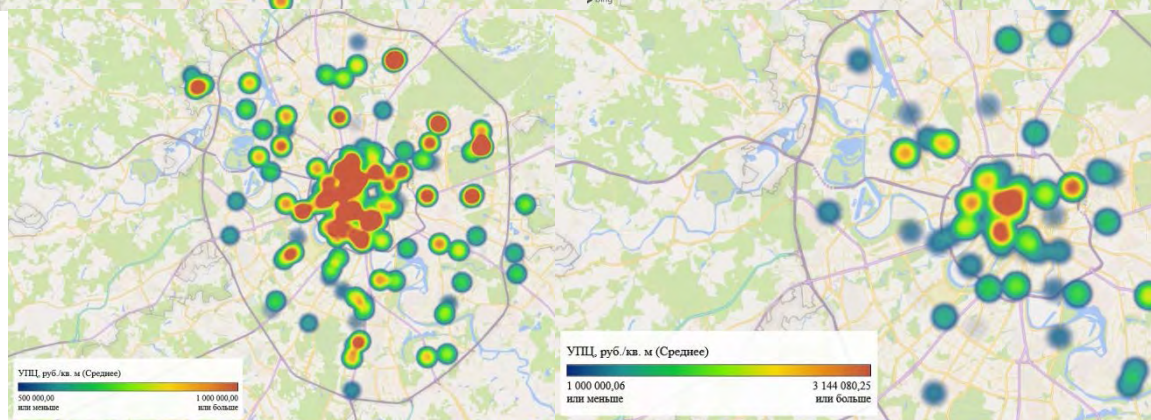 УПЦ, руб./кв. м (Среднее)
500 000,00 1 000 000,00
или меньше или больше
УПЦ, руб./кв. м (Среднее)
1 000 000,06 3 144 080,25
или меньше или больше